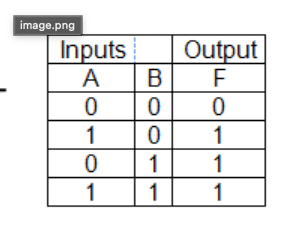 image.png
Inputs Output
A B F
0 0 0
1 0 1
0 1 1
1 1 1